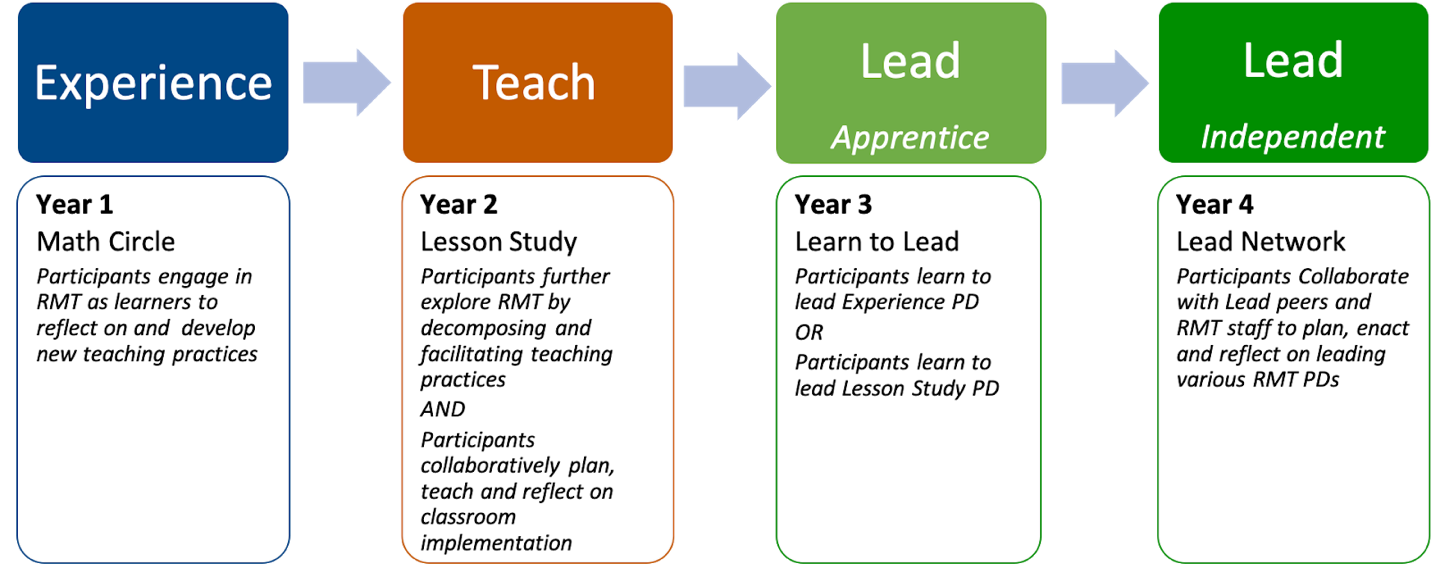 Experience
Teach
Lead
Apprentice
Lead
Independent
Year 1
Math Circle
Participants engage in
RMT as learners to
reflect on and develop
new teaching practices
Year 2
Lesson Study
Participants further
explore RMT by
decomposing and
facilitating teaching
practices
AND
Participants
collaboratively plan,
teach and reflect on
classroom
implementation
Year 3
Learn to Lead
Participants learn to
lead Experience PD
OR
Participants learn to
lead Lesson Study PD
Year 4
Lead Network
Participants Collaborate
with Lead peers and
RMT staff to plan, enact
and reflect on leading
various RMT PDs